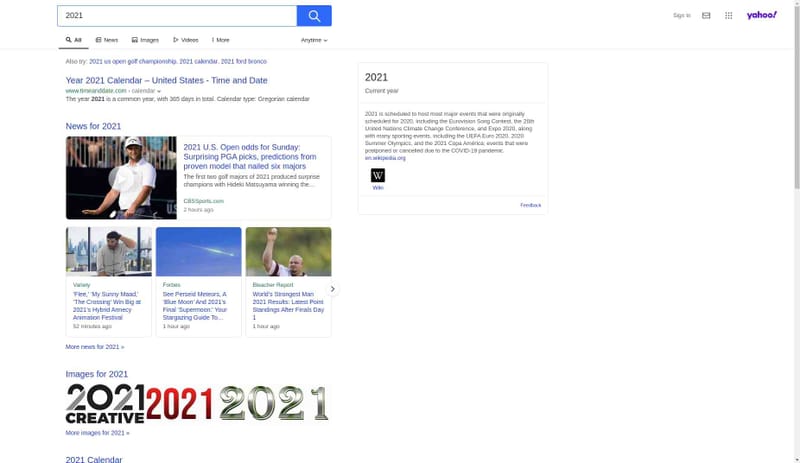 2021
Sign In
yahoo!
All
News
Images
Videos
More
Anytime
Also try: 2021 us open golf championship, 2021 calendar, 2021 ford bronco
Year 2021 Calendar – United States - Time and Date
www.timeanddate.com › calendar
The year 2021 is a common year, with 365 days in total. Calendar type: Gregorian calendar
News for 2021
2021 U.S. Open odds for Sunday:
Surprising PGA picks, predictions from
proven model that nailed six majors
The first two golf majors of 2021 produced surprise
champions with Hideki Matsuyama winning the...
CBSSports.com
2 hours ago
Variety
'Flee,' 'My Sunny Maad,'
'The Crossing' Win Big at
2021's Hybrid Annecy
Animation Festival
52 minutes ago
Forbes
See Perseid Meteors, A
'Blue Moon' And 2021's
Final 'Supermoon:' Your
Stargazing Guide To...
1 hour ago
Bleacher Report
World's Strongest Man
2021 Results: Latest Point
Standings After Finals Day
1
1 hour ago
More news for 2021 »
Images for 2021
2021
CREATIVE
2021
2021
More images for 2021 »
2021 Calendar
2021
Current year
2021 is scheduled to host most major events that were originally
scheduled for 2020, including the Eurovision Song Contest, the 26th
United Nations Climate Change Conference, and Expo 2020, along
with many sporting events, including the UEFA Euro 2020, 2020
Summer Olympics, and the 2021 Copa América; events that were
postponed or canceled due to the COVID-19 pandemic.
en.wikipedia.org
W
Wiki
Feedback